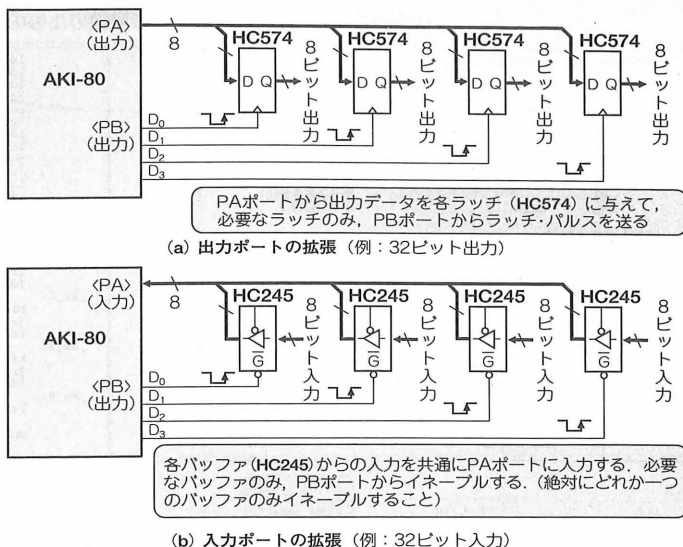 〈PA〉
(出力)
8
AKI-80
〈PB〉
(出力)
D₀
D₁
D₂
D₃
HC574
D Q
8ビット出力
HC574
D Q
8ビット出力
HC574
D Q
8ビット出力
HC574
D Q
8ビット出力
PAポートから出力データを各ラッチ(HC574)に与えて,
必要なラッチのみ, PBポートからラッチ・パルスを送る
(a) 出力ポートの拡張 (例:32ビット出力)
〈PA〉
(入力)
8
AKI-80
〈PB〉
(出力)
D₀
D₁
D₂
D₃
HC245
G̅
8ビット入力
HC245
G̅
8ビット入力
HC245
G̅
8ビット入力
HC245
G̅
8ビット入力
各バッファ(HC245)からの入力を共通にPAポートに入力する. 必要
なバッファのみ, PBポートからイネーブルする. (絶対にどれか一つ
のバッファのみイネーブルすること)
(b) 入力ポートの拡張 (例:32ビット入力)